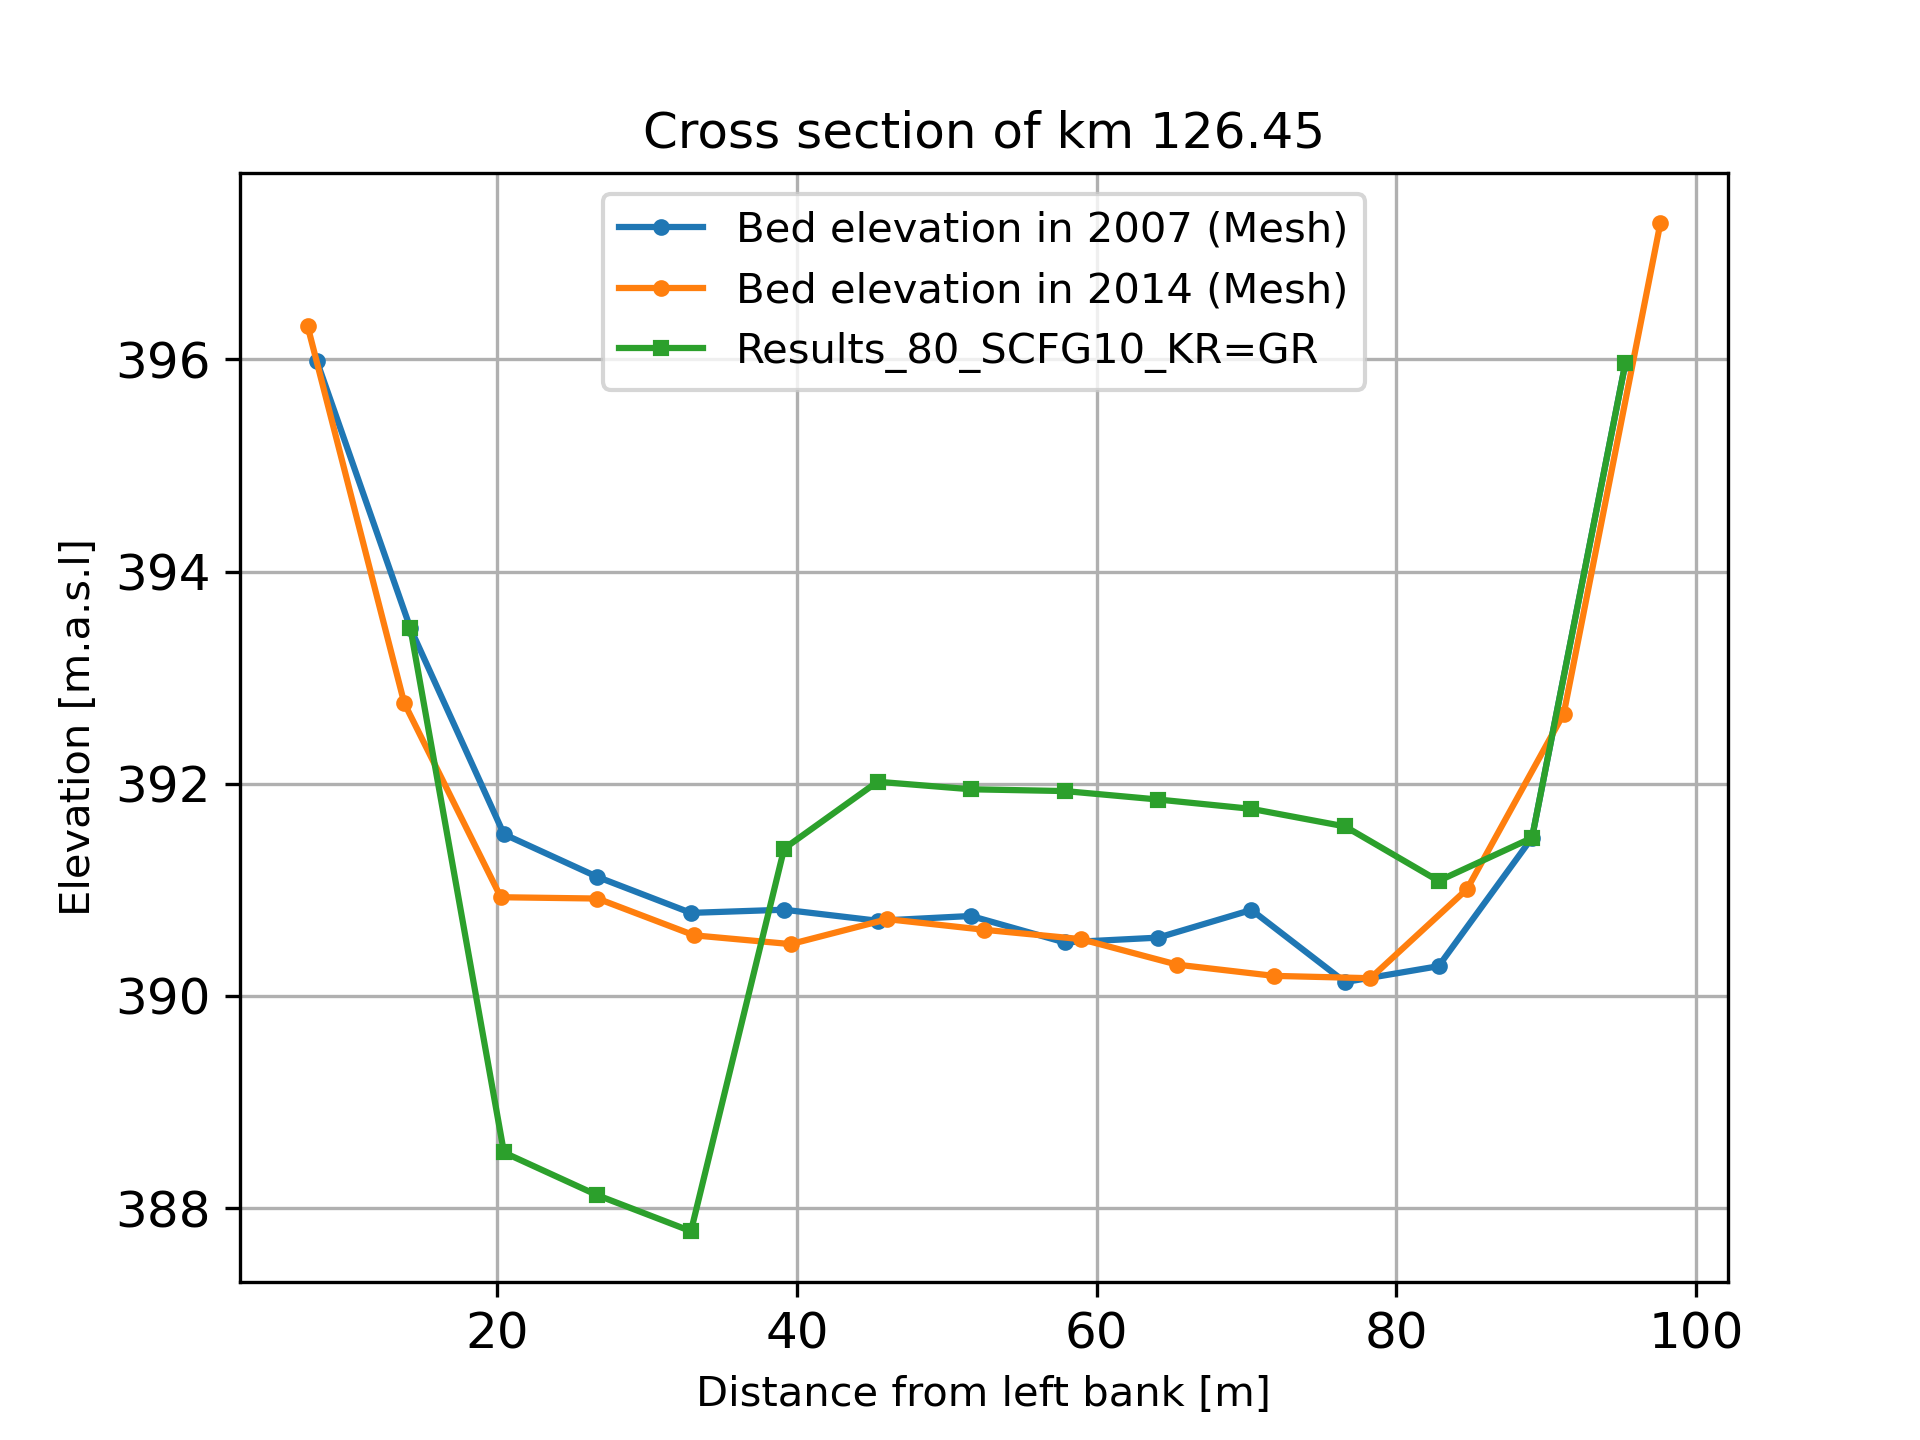 Cross section of km 126.45
Bed elevation in 2007 (Mesh)
Bed elevation in 2014 (Mesh)
Results_80_SCFG10_KR=GR
396
394
392
390
388
Elevation [m.a.s.l]
20 40 60 80 100
Distance from left bank [m]